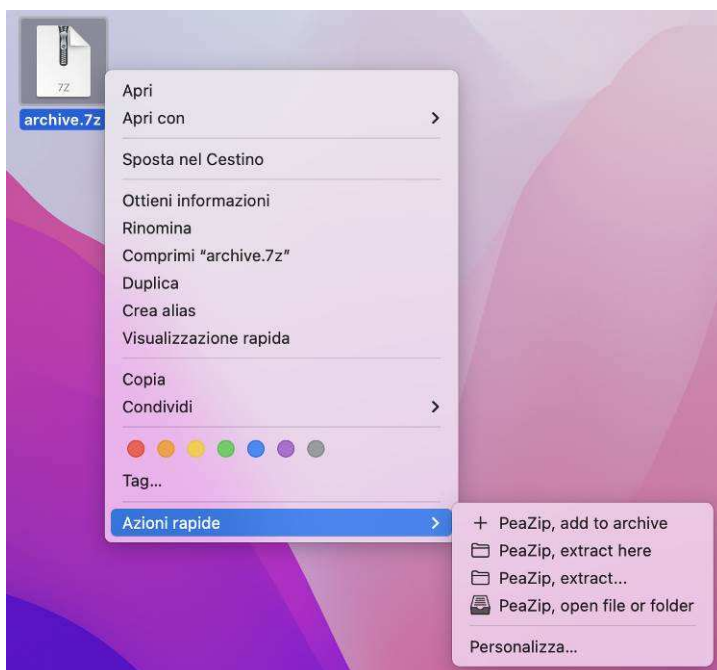 7Z
archive.7z
Apri
Apri con
Sposta nel Cestino
Ottieni informazioni
Rinomina
Comprimi “archive.7z”
Duplica
Crea alias
Visualizzazione rapida
Copia
Condividi
Tag...
Azioni rapide
PeaZip, add to archive
PeaZip, extract here
PeaZip, extract...
PeaZip, open file or folder
Personalizza...